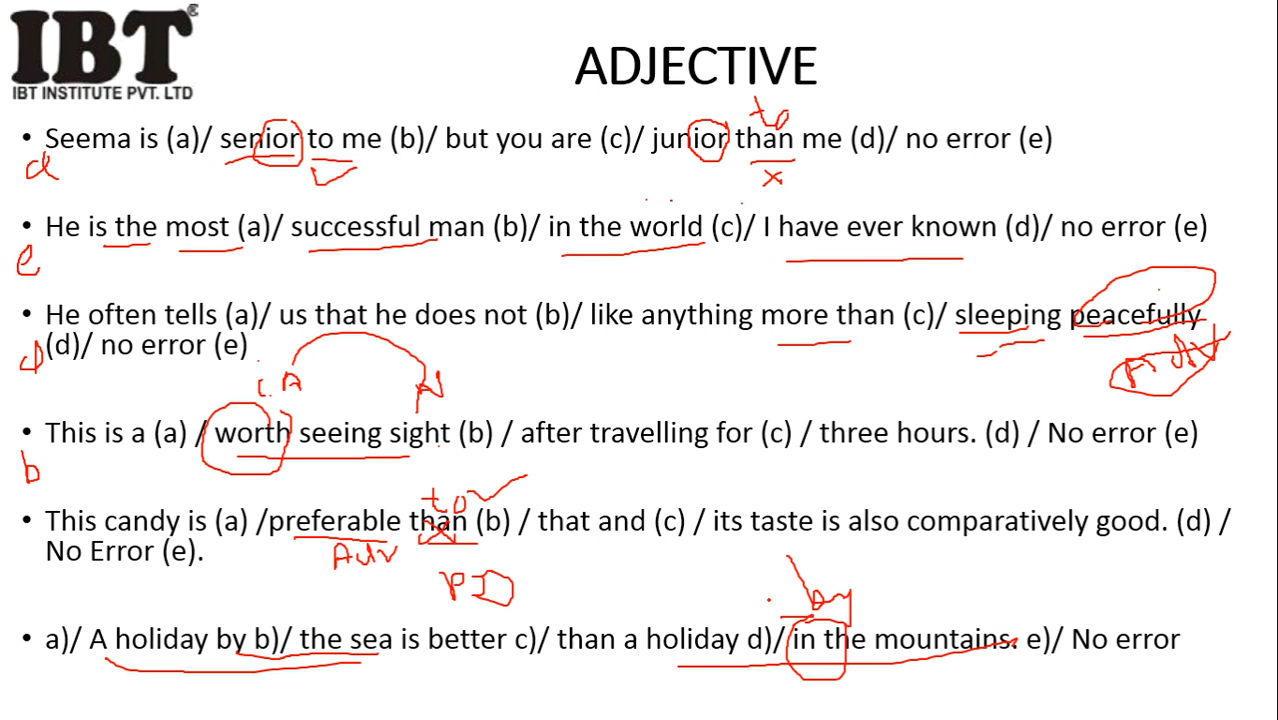 IBT
®
IBT INSTITUTE PVT. LTD
ADJECTIVE
to
• Seema is (a)/ senior to me (b)/ but you are (c)/ junior than me (d)/ no error (e)
d
x
• He is the most (a)/ successful man (b)/ in the world (c)/ I have ever known (d)/ no error (e)
e
• He often tells (a)/ us that he does not (b)/ like anything more than (c)/ sleeping peacefully
(d)/ no error (e)
A N
• This is a (a) / worth seeing sight (b) / after travelling for (c) / three hours. (d) / No error (e)
b
to
• This candy is (a) /preferable than (b) / that and (c) / its taste is also comparatively good. (d) /
No Error (e).
Adv
by
• a)/ A holiday by b)/ the sea is better c)/ than a holiday d)/ in the mountains. e)/ No error